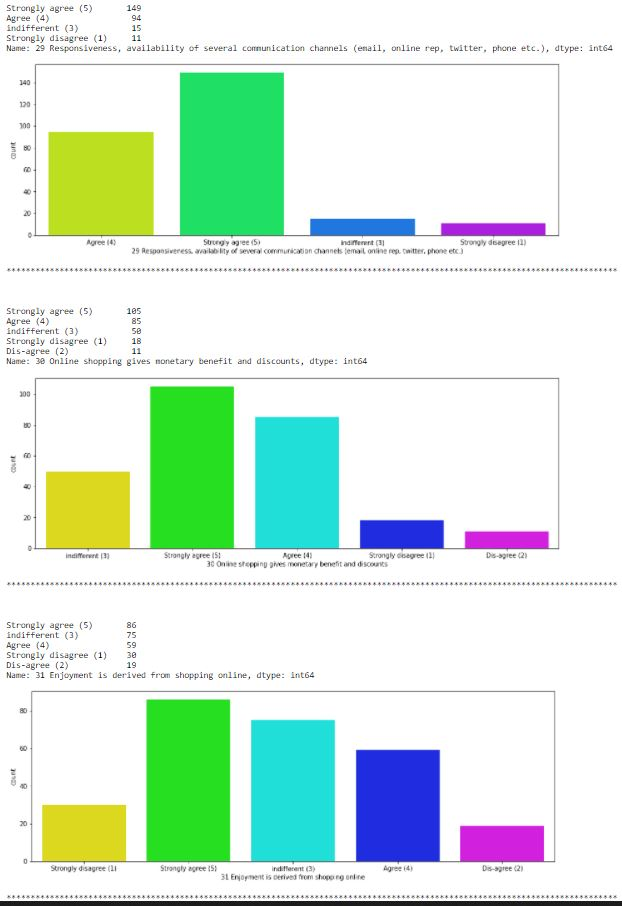 Strongly agree (5) 149
Agree (4) 94
indifferent (3) 15
Strongly disagree (1) 11
Name: 29 Responsiveness, availability of several communication channels (email, online rep, twitter, phone etc.), dtype: int64
140
120
100
80
60
40
20
0
count
Agree (4) Strongly agree (5) indifferent (3) Strongly disagree (1)
29 Responsiveness, availability of several communication channels (email, online rep, twitter, phone etc.)
****************************************************************************************************************************
Strongly agree (5) 105
Agree (4) 85
indifferent (3) 50
Strongly disagree (1) 18
Dis-agree (2) 11
Name: 30 Online shopping gives monetary benefit and discounts, dtype: int64
100
80
60
40
20
0
count
indifferent (3) Strongly agree (5) Agree (4) Strongly disagree (1) Dis-agree (2)
30 Online shopping gives monetary benefit and discounts
****************************************************************************************************************************
Strongly agree (5) 86
indifferent (3) 75
Agree (4) 59
Strongly disagree (1) 30
Dis-agree (2) 19
Name: 31 Enjoyment is derived from shopping online, dtype: int64
80
60
40
20
0
count
Strongly disagree (1) Strongly agree (5) indifferent (3) Agree (4) Dis-agree (2)
31 Enjoyment is derived from shopping online
****************************************************************************************************************************